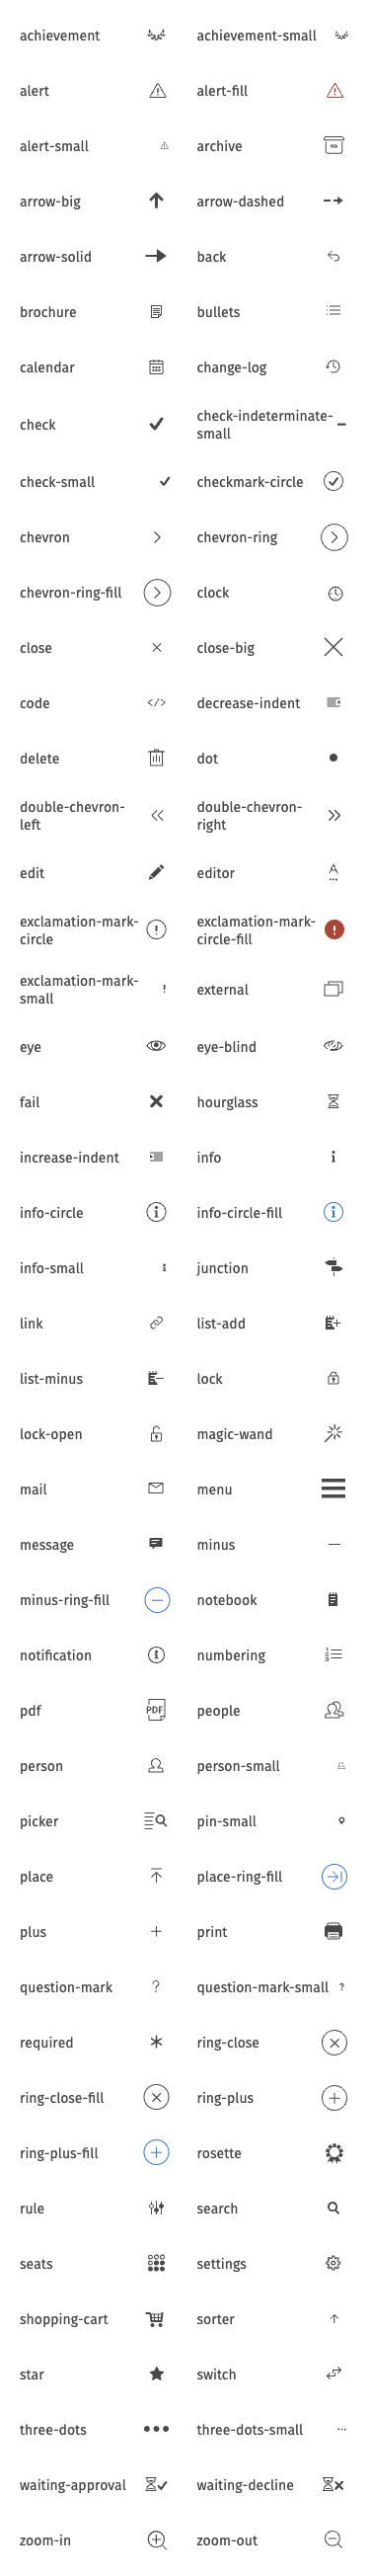 achievement
achievement-small
alert
alert-fill
alert-small
archive
arrow-big
arrow-dashed
arrow-solid
back
brochure
bullets
calendar
change-log
check
check-indeterminate-
small
check-small
checkmark-circle
chevron
chevron-ring
chevron-ring-fill
clock
close
close-big
code
decrease-indent
delete
dot
double-chevron-
left
double-chevron-
right
edit
editor
exclamation-mark-
circle
exclamation-mark-
circle-fill
exclamation-mark-
small
external
eye
eye-blind
fail
hourglass
increase-indent
info
info-circle
info-circle-fill
info-small
junction
link
list-add
list-minus
lock
lock-open
magic-wand
mail
menu
message
minus
minus-ring-fill
notebook
notification
numbering
pdf
PDF
people
person
person-small
picker
pin-small
place
place-ring-fill
plus
print
question-mark
question-mark-small
required
ring-close
ring-close-fill
ring-plus
ring-plus-fill
rosette
rule
search
seats
settings
shopping-cart
sorter
star
switch
three-dots
three-dots-small
waiting-approval
waiting-decline
zoom-in
zoom-out